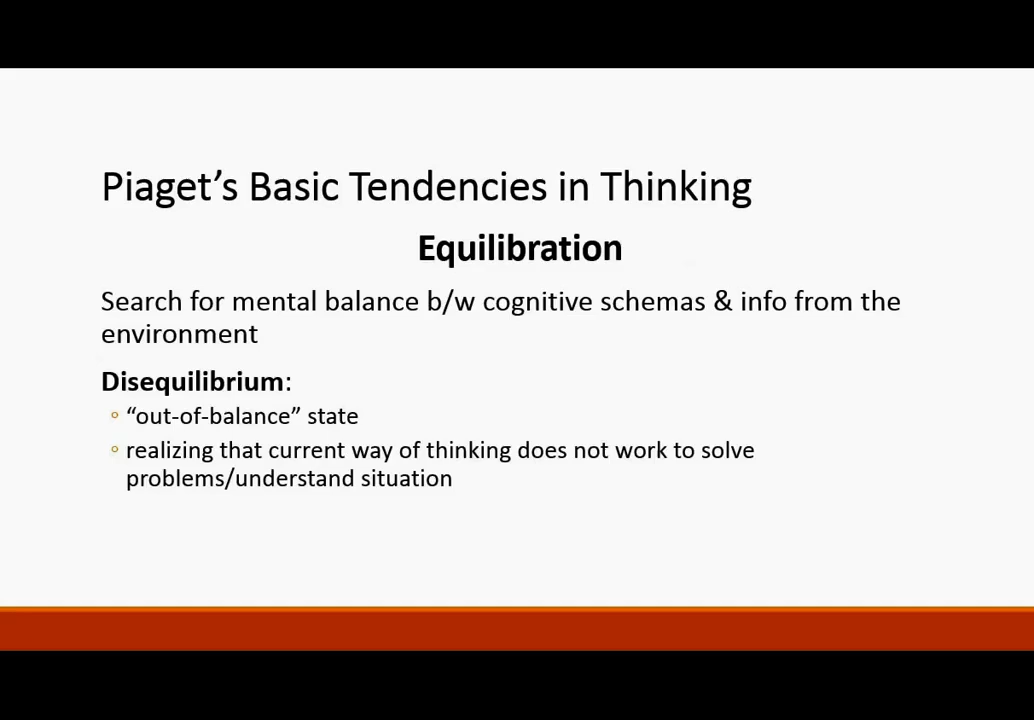 Piaget’s Basic Tendencies in Thinking
Equilibration
Search for mental balance b/w cognitive schemas & info from the
environment
Disequilibrium:
“out-of-balance” state
realizing that current way of thinking does not work to solve
problems/understand situation